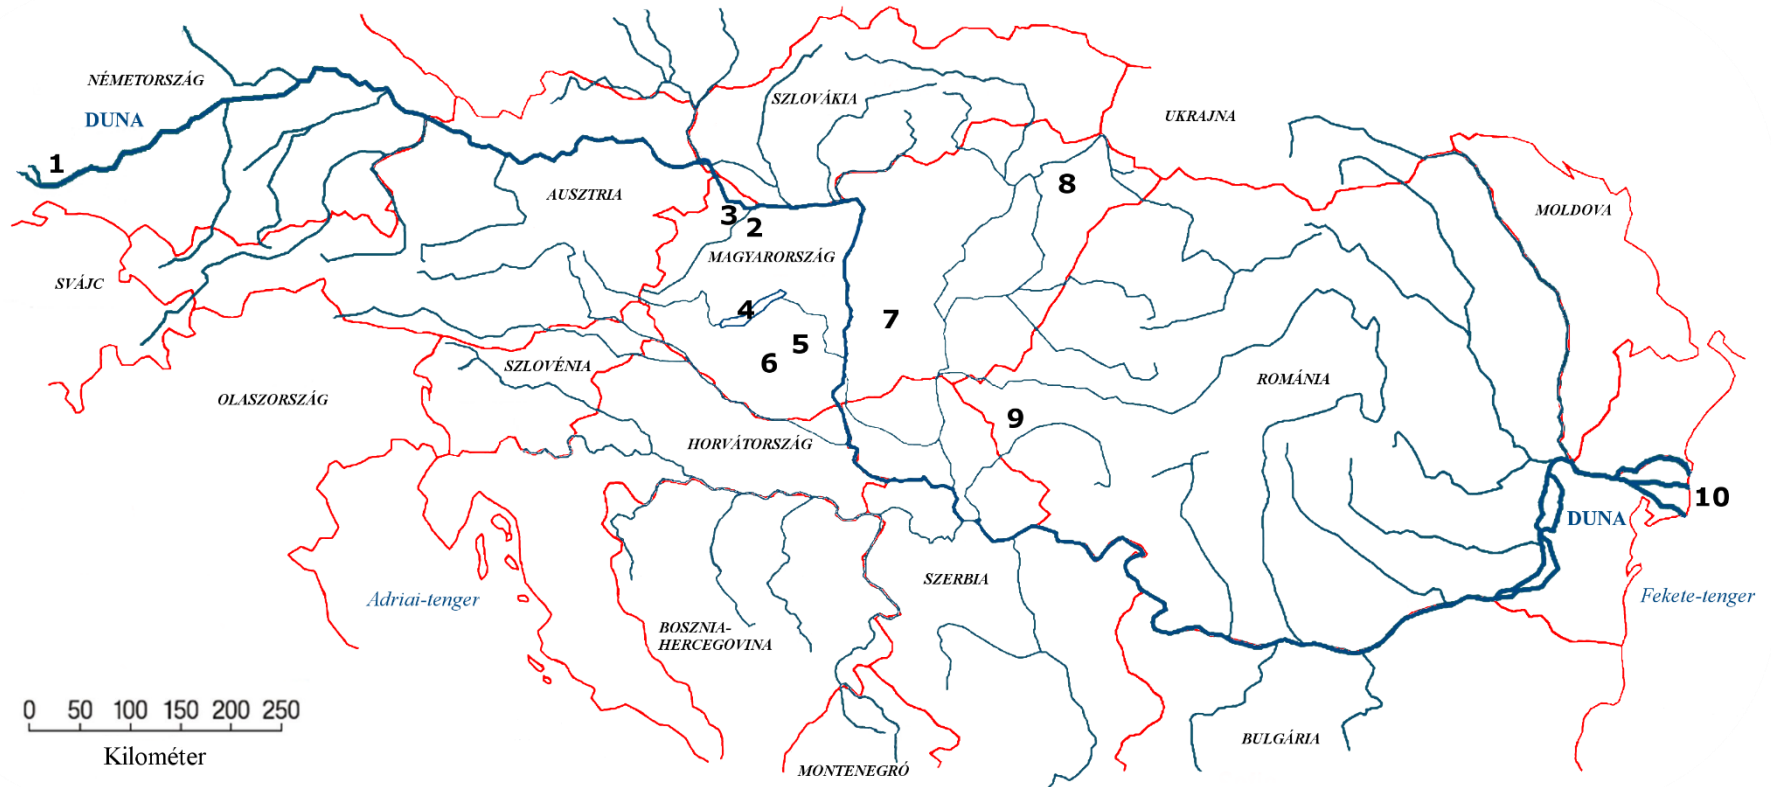 NÉMETORSZÁG
DUNA
1
SZLOVÁKIA
UKRAJNA
8
AUSZTRIA
3
2
MOLDOVA
MAGYARORSZÁG
SVÁJC
4
7
5
6
SZLOVÉNIA
ROMÁNIA
OLASZORSZÁG
9
HORVÁTORSZÁG
10
DUNA
SZERBIA
Adriai-tenger
Fekete-tenger
BOSZNIA-
HERCEGOVINA
0 50 100 150 200 250
Kilométer
BULGÁRIA
MONTENEGRÓ